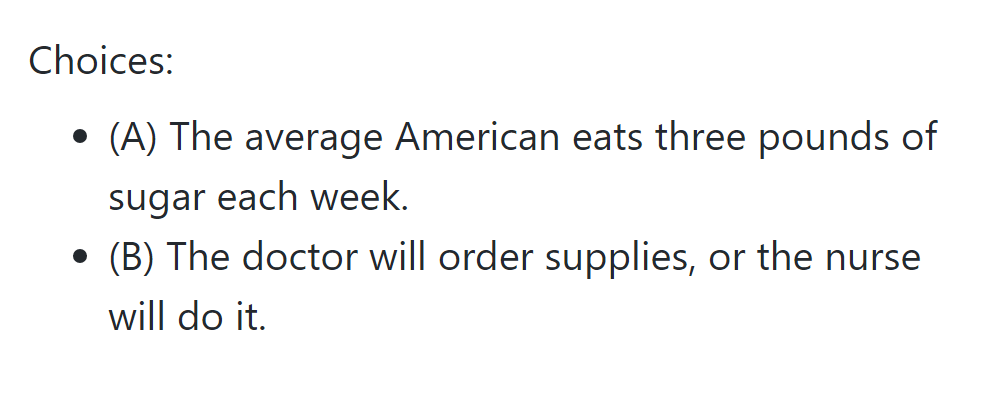 Choices:
• (A) The average American eats three pounds of
sugar each week.
• (B) The doctor will order supplies, or the nurse
will do it.